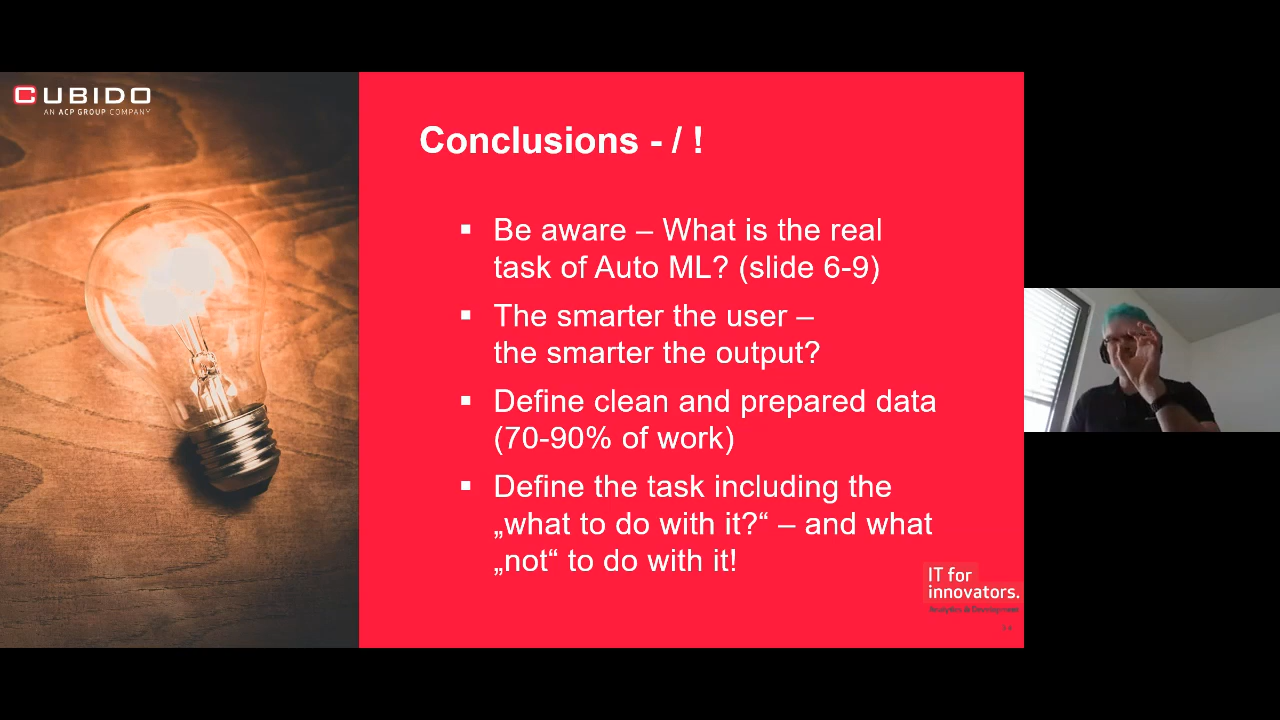 CUBIDO
AN ACP GROUP COMPANY
Conclusions - / !
▪ Be aware – What is the real
task of Auto ML? (slide 6-9)
▪ The smarter the user –
the smarter the output?
▪ Define clean and prepared data
(70-90% of work)
▪ Define the task including the
„what to do with it?“ – and what
„not“ to do with it!
IT for
innovators.
Analytics & Development